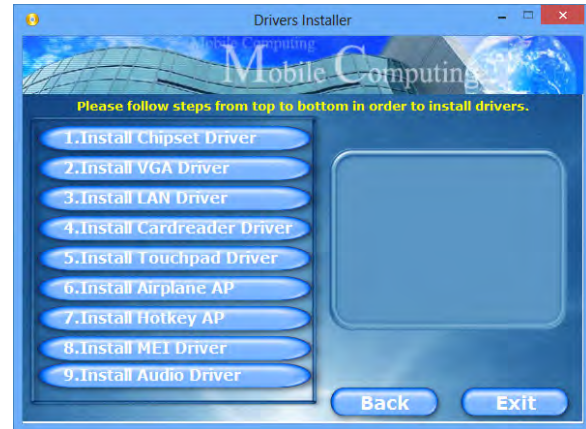 Drivers Installer
Mobile Computing
Mobile Computing
Please follow steps from top to bottom in order to install drivers.
1.Install Chipset Driver
2.Install VGA Driver
3.Install LAN Driver
4.Install Cardreader Driver
5.Install Touchpad Driver
6.Install Airplane AP
7.Install Hotkey AP
8.Install MEI Driver
9.Install Audio Driver
Back
Exit